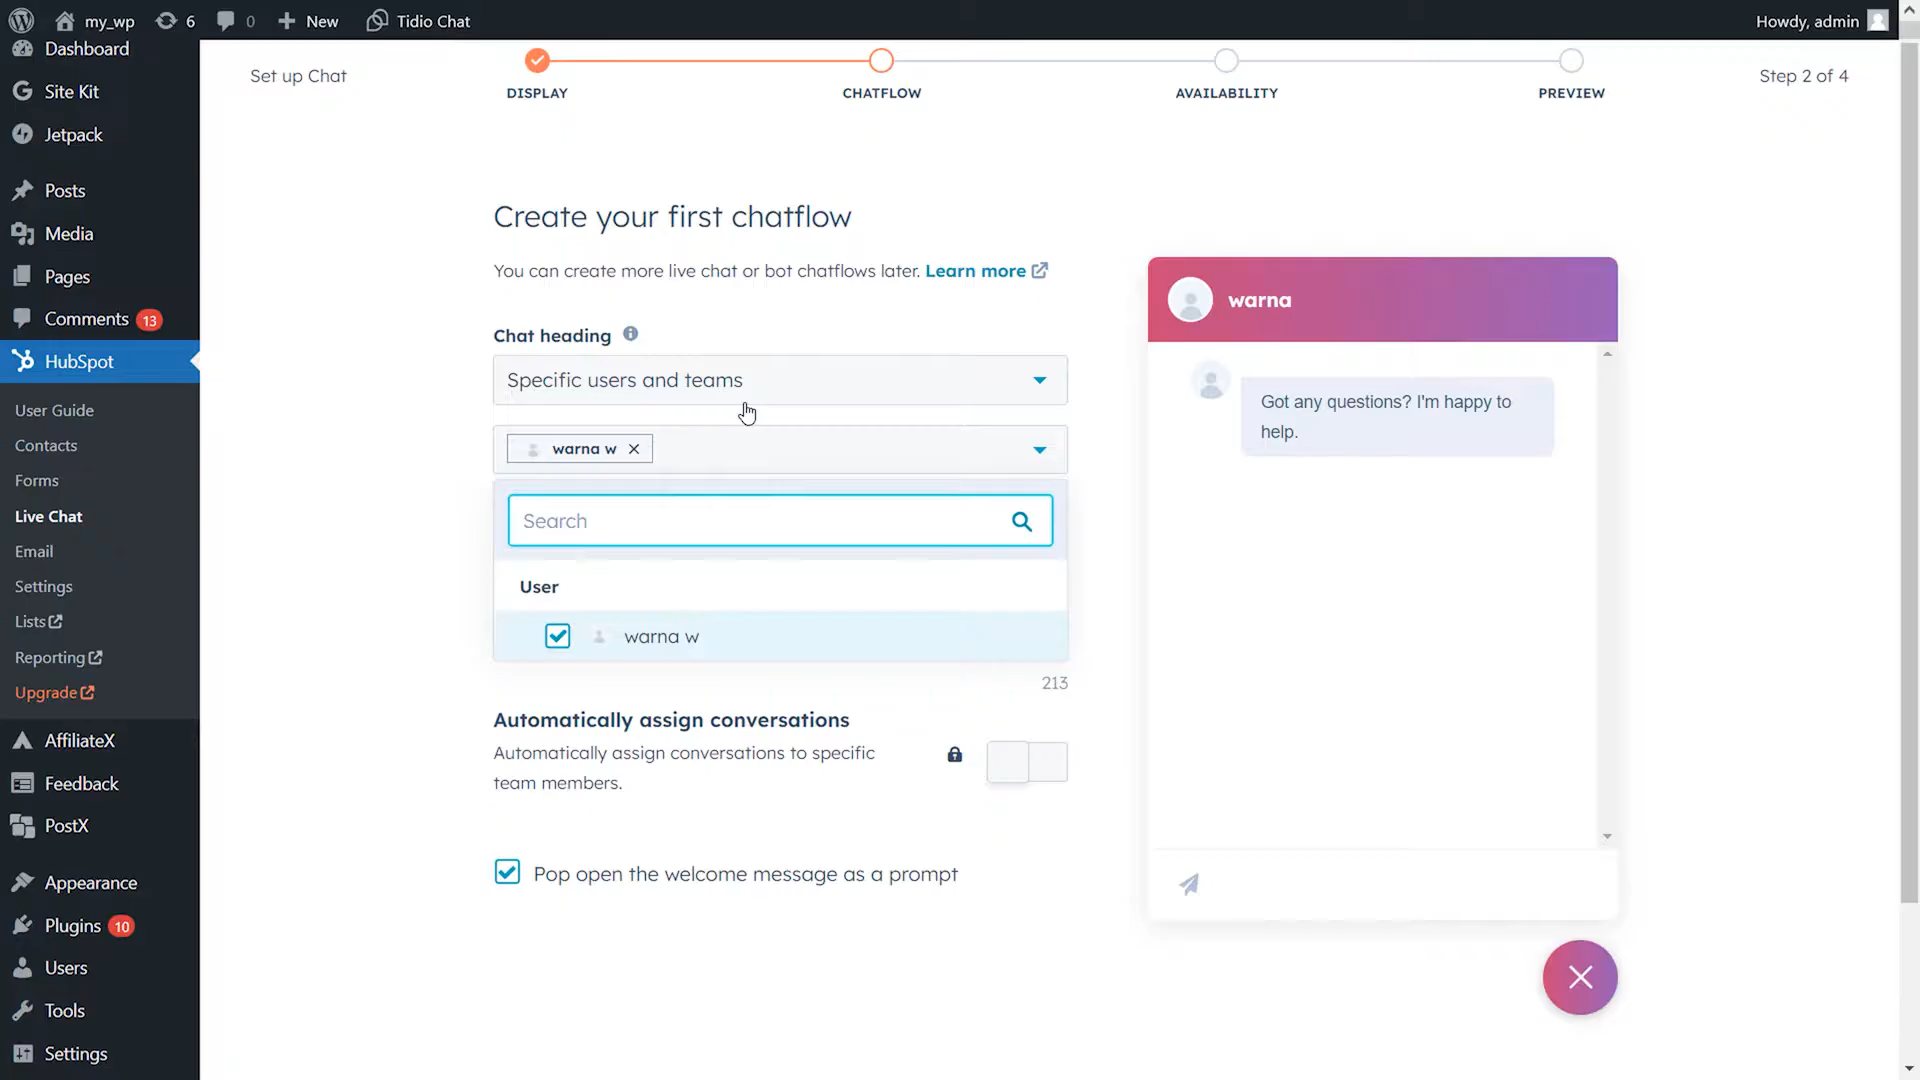 my_wp 6 0 New Tidio Chat Howdy, admin
Dashboard
Site Kit
Jetpack
Posts
Media
Pages
Comments 13
HubSpot
User Guide
Contacts
Forms
Live Chat
Email
Settings
Lists
Reporting
Upgrade
AffiliateX
Feedback
PostX
Appearance
Plugins 10
Users
Tools
Settings
Set up Chat
DISPLAY
CHATFLOW
AVAILABILITY
PREVIEW
Step 2 of 4
Create your first chatflow
You can create more live chat or bot chatflows later. Learn more
Chat heading
Specific users and teams
warna w
Search
User
warna w
213
Automatically assign conversations
Automatically assign conversations to specific
team members.
Pop open the welcome message as a prompt
warna
Got any questions? I'm happy to
help.